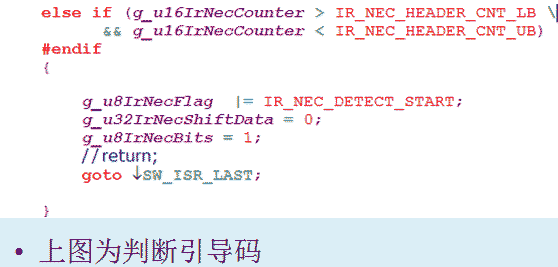 else if (g_u16IrNecCounter > IR_NEC_HEADER_CNT_LB \
&& g_u16IrNecCounter < IR_NEC_HEADER_CNT_UB)
#endif
{
g_u8IrNecFlag |= IR_NEC_DETECT_START;
g_u32IrNecShiftData = 0;
g_u8IrNecBits = 1;
//return;
goto ↓SW_ISR_LAST;
}
• 上图为判断引导码